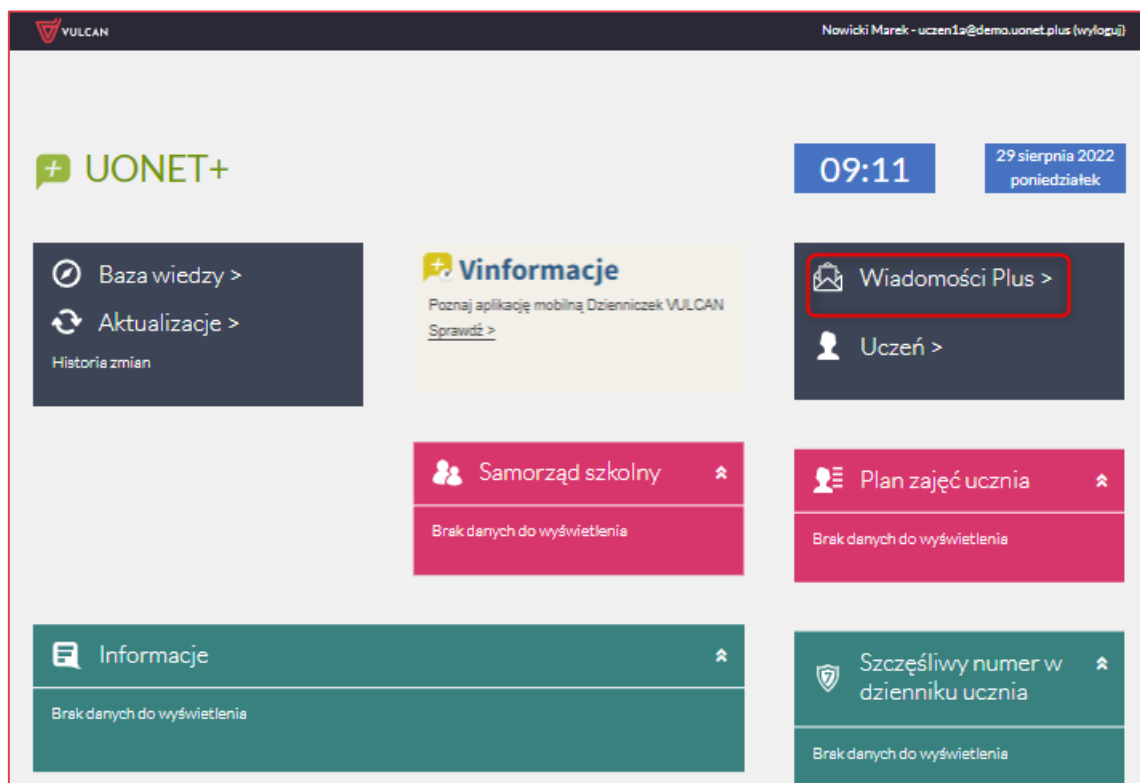 VULCAN
Nowicki Marek - uczen1a@demo.uonet.plus (wyloguj)
UONET+
09:11
29 sierpnia 2022
poniedziałek
Baza wiedzy >
Aktualizacje >
Historia zmian
Vinformacje
Poznaj aplikację mobilną Dzienniczek VULCAN
Sprawdź >
Wiadomości Plus >
Uczeń >
Samorząd szkolny
Brak danych do wyświetlenia
Plan zajęć ucznia
Brak danych do wyświetlenia
Informacje
Brak danych do wyświetlenia
Szczęśliwy numer w
dzienniku ucznia
Brak danych do wyświetlenia